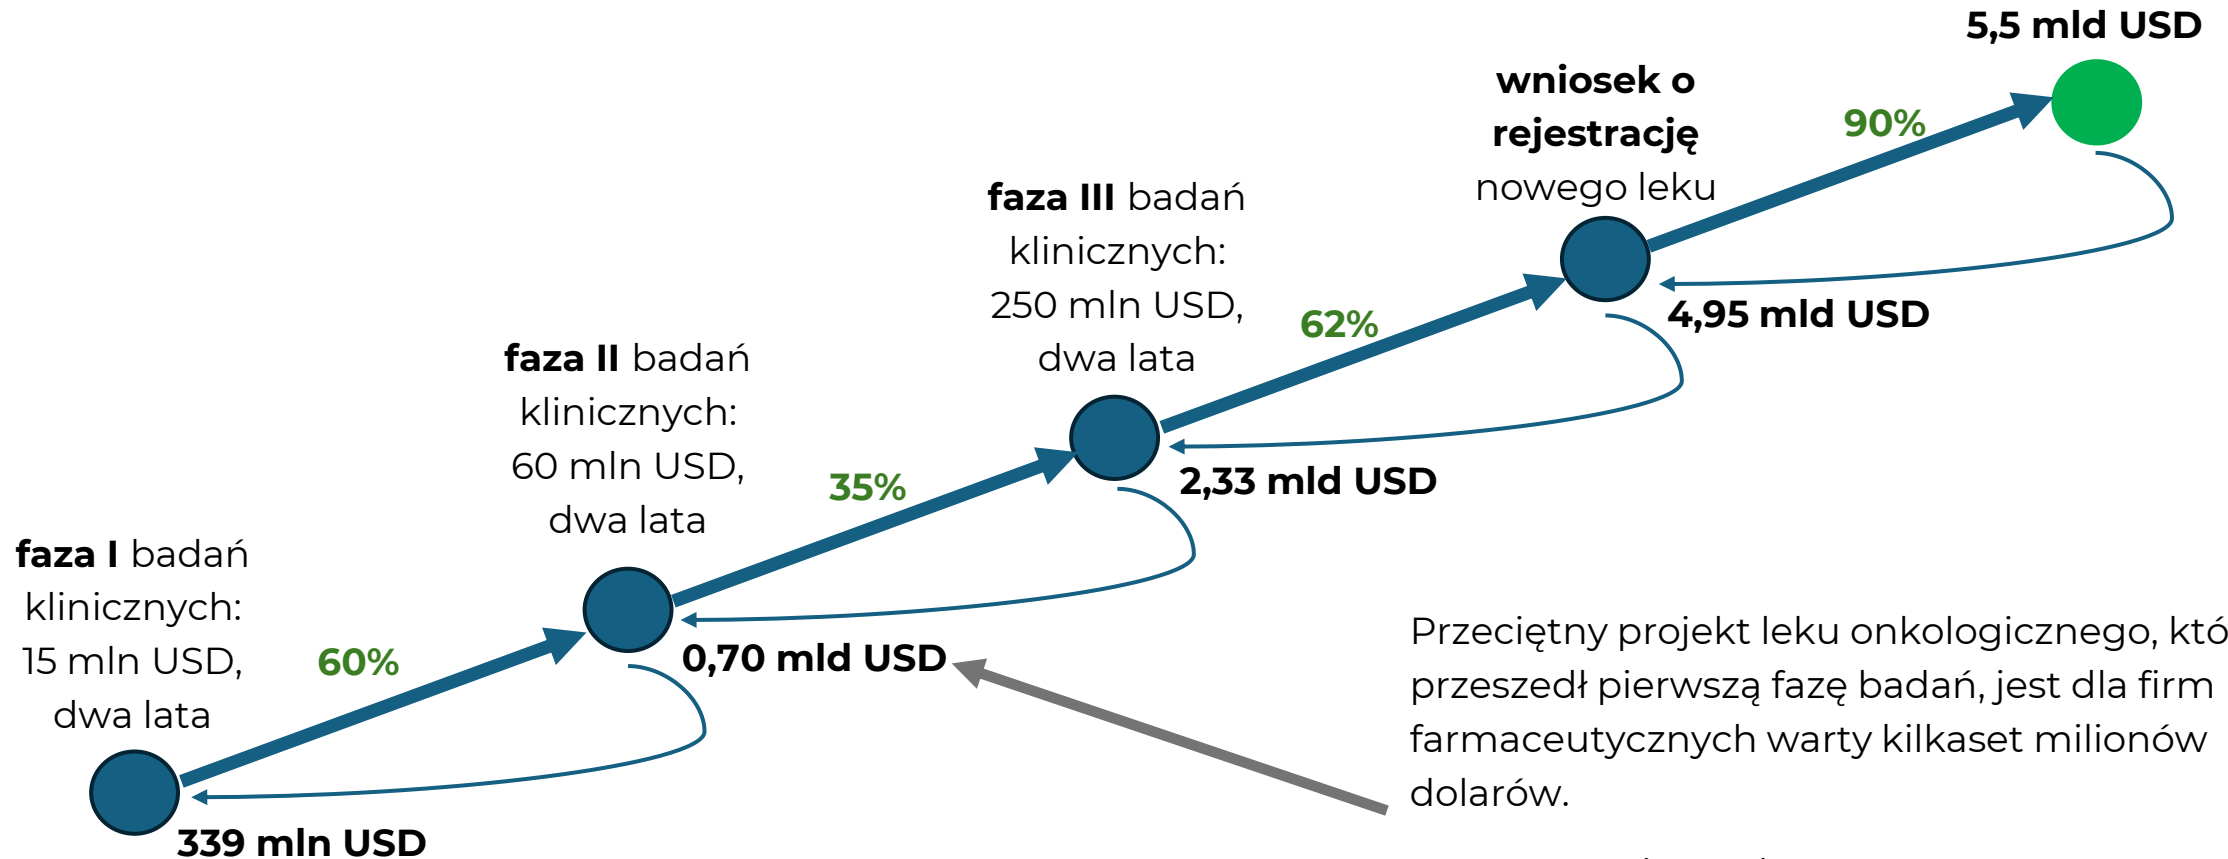 5,5 mld USD
wniosek o
rejestrację
nowego leku
90%
4,95 mld USD
faza III badań
klinicznych:
250 mln USD,
dwa lata
62%
2,33 mld USD
faza II badań
klinicznych:
60 mln USD,
dwa lata
35%
0,70 mld USD
faza I badań
klinicznych:
15 mln USD,
dwa lata
60%
339 mln USD
Przeciętny projekt leku onkologicznego, któ
przeszedł pierwszą fazę badań, jest dla firm
farmaceutycznych warty kilkaset milionów
dolarów.